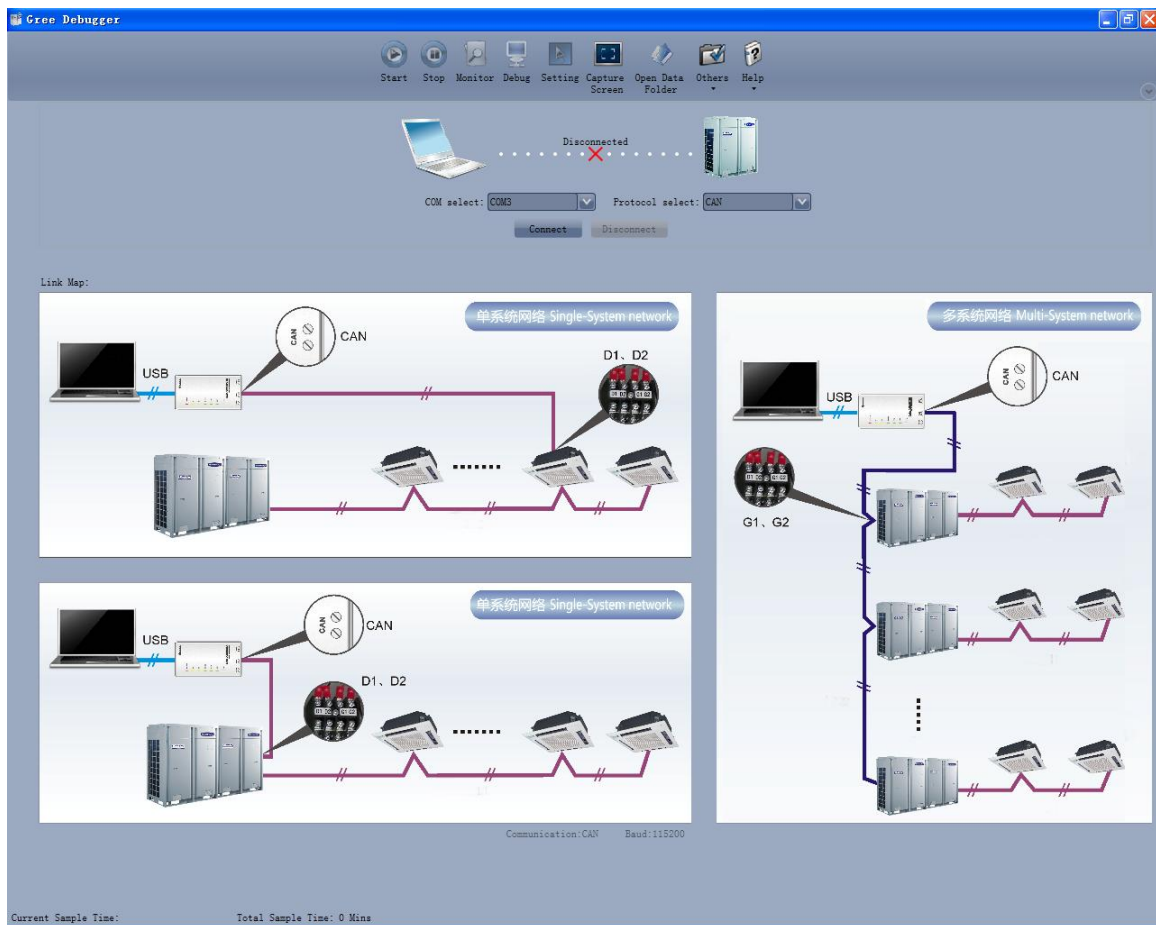 Gree Debugger
Start Stop Monitor Debug Setting Capture Screen Open Data Folder Others Help
Disconnected
COM select: COM3 Protocol select: CAN
Connect Disconnect
Link Map:
单系统网络 Single-System network
CAN
CAN
USB
D1、D2
单系统网络 Single-System network
CAN
CAN
USB
D1、D2
多系统网络 Multi-System network
CAN
CAN
USB
G1、G2
Communication:CAN Baud:115200
Current Sample Time: Total Sample Time: 0 Mins